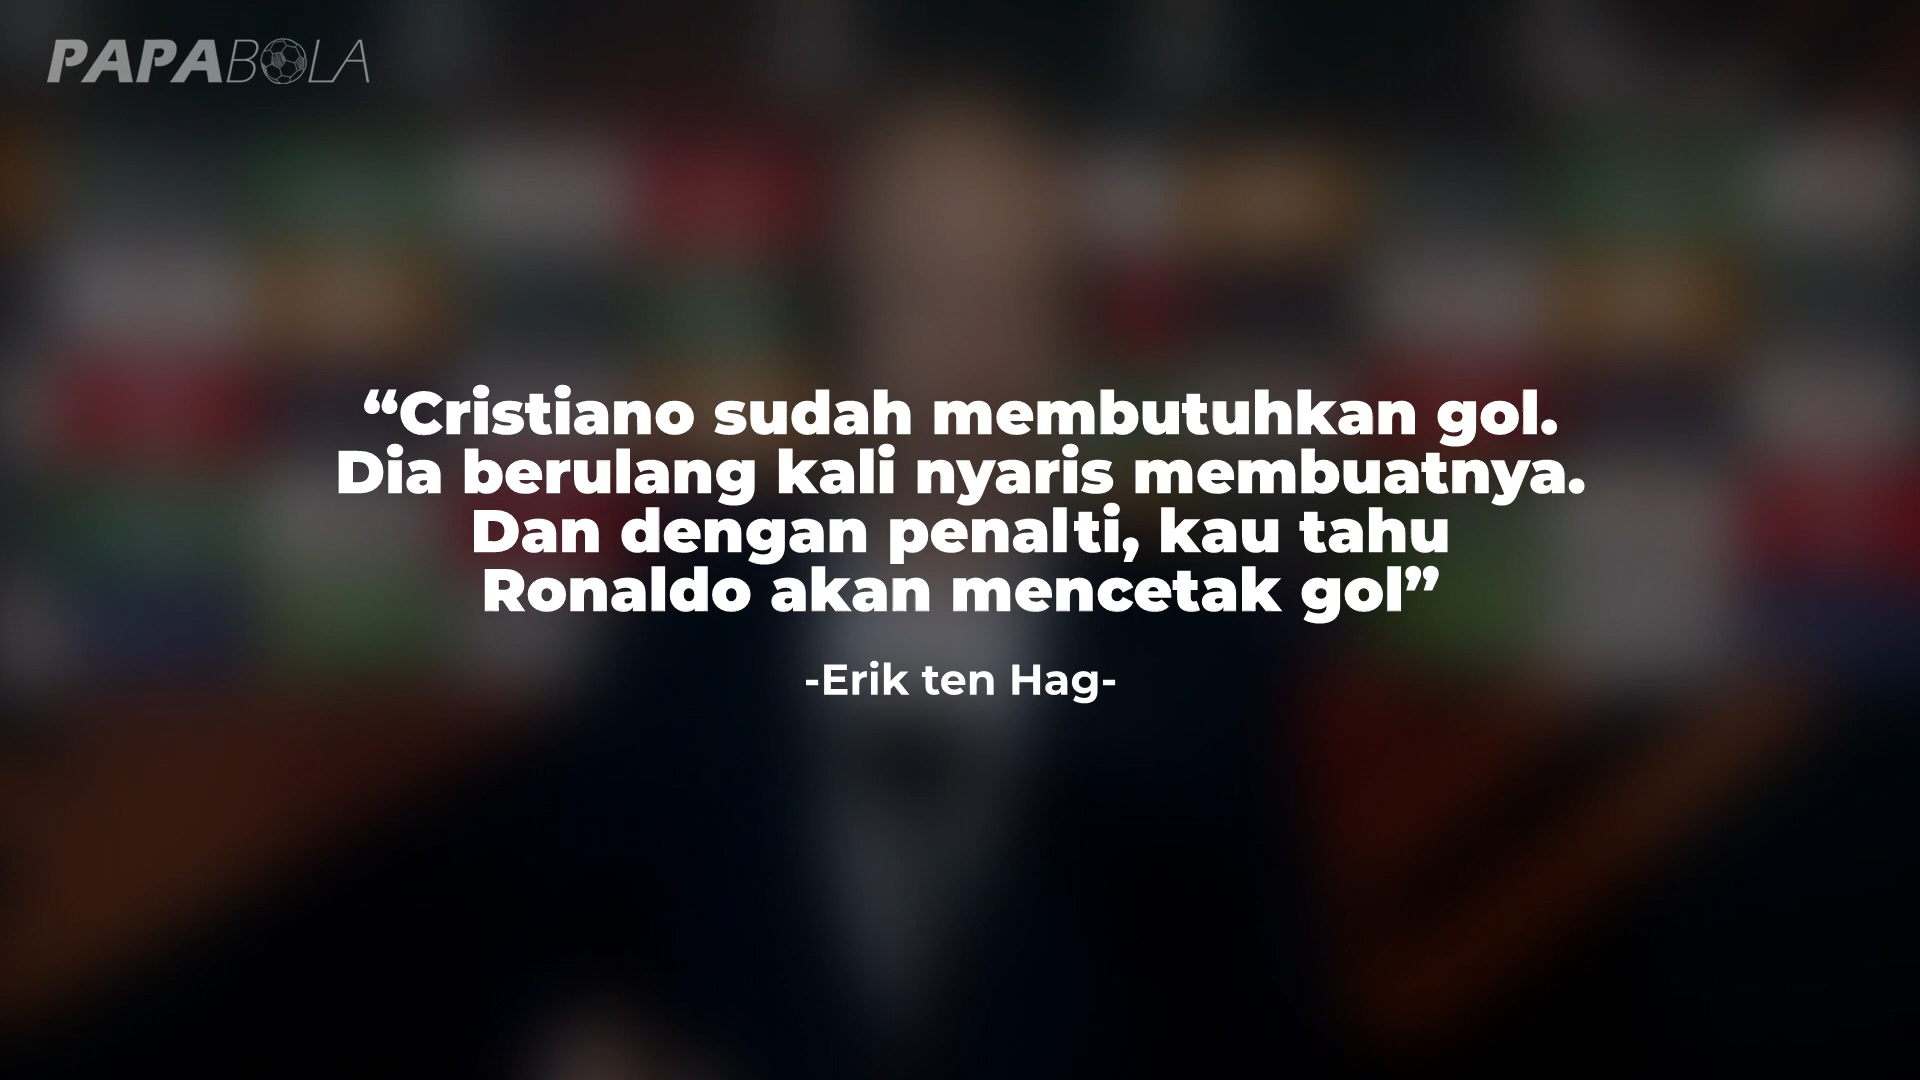 PAPABOLA
“Cristiano sudah membutuhkan gol.
Dia berulang kali nyaris membuatnya.
Dan dengan penalti, kau tahu
Ronaldo akan mencetak gol”
-Erik ten Hag-